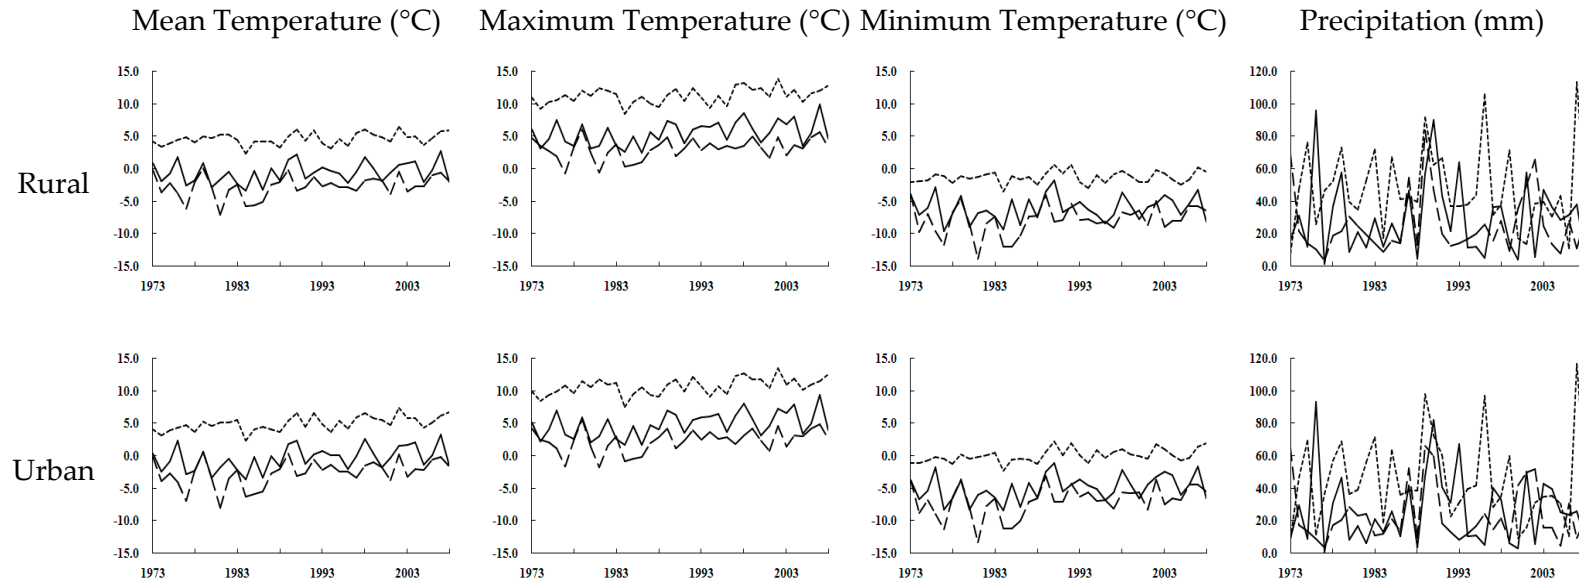 Mean Temperature (°C) Maximum Temperature (°C) Minimum Temperature (°C) Precipitation (mm)
Rural
15.0 15.0 15.0 120.0
10.0 10.0 10.0 100.0
5.0 5.0 5.0 80.0
0.0 0.0 0.0 60.0
-5.0 -5.0 -5.0 40.0
-10.0 -10.0 -10.0 20.0
-15.0 -15.0 -15.0 0.0
1973 1983 1993 2003 1973 1983 1993 2003 1973 1983 1993 2003 1973 1983 1993 2003
Urban
15.0 15.0 15.0 120.0
10.0 10.0 10.0 100.0
5.0 5.0 5.0 80.0
0.0 0.0 0.0 60.0
-5.0 -5.0 -5.0 40.0
-10.0 -10.0 -10.0 20.0
-15.0 -15.0 -15.0 0.0
1973 1983 1993 2003 1973 1983 1993 2003 1973 1983 1993 2003 1973 1983 1993 2003